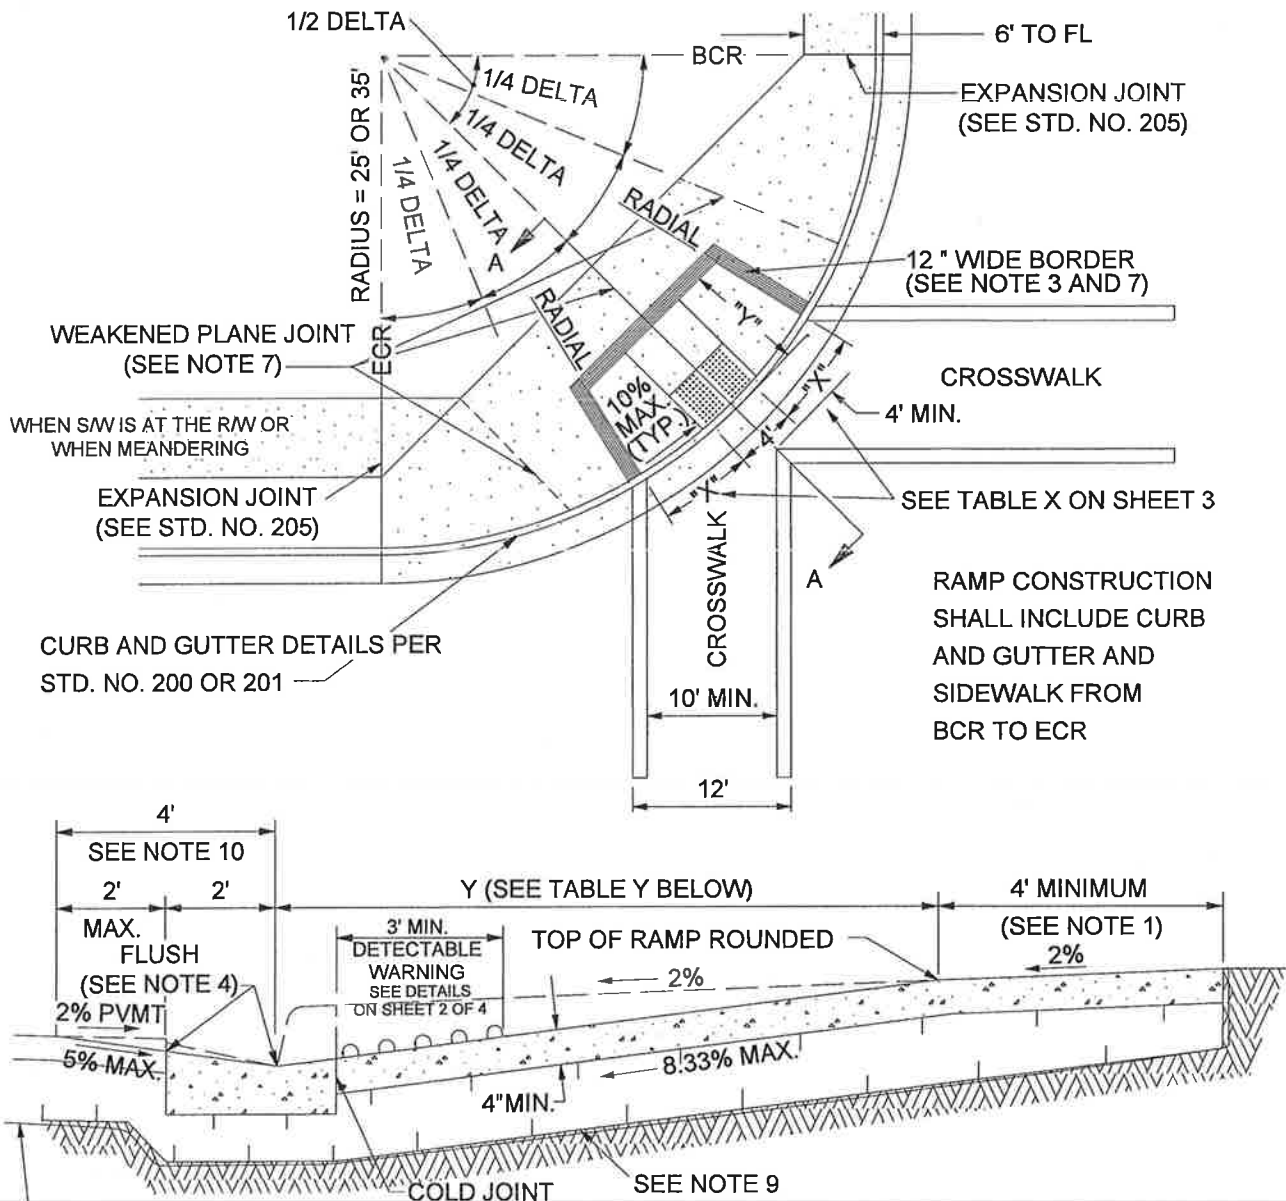 1/2 DELTA
6' TO FL
BCR
1/4 DELTA
EXPANSION JOINT
(SEE STD. NO. 205)
1/4 DELTA
1/4 DELTA
1/4 DELTA
RADIUS = 25' OR 35'
RADIAL
A
12 " WIDE BORDER
(SEE NOTE 3 AND 7)
RADIAL
"Y"
WEAKENED PLANE JOINT
(SEE NOTE 7)
ECR
10%
MAX.
(TYP.)
"X"
CROSSWALK
4' MIN.
WHEN S/W IS AT THE R/W OR
WHEN MEANDERING
4'
"X"
EXPANSION JOINT
(SEE STD. NO. 205)
SEE TABLE X ON SHEET 3
CROSSWALK
A
RAMP CONSTRUCTION
SHALL INCLUDE CURB
AND GUTTER AND
SIDEWALK FROM
BCR TO ECR
CURB AND GUTTER DETAILS PER
STD. NO. 200 OR 201
10' MIN.
12'
4'
SEE NOTE 10
2'
MAX.
2'
Y (SEE TABLE Y BELOW)
4' MINIMUM
(SEE NOTE 1)
FLUSH
(SEE NOTE 4)
3' MIN.
DETECTABLE
WARNING
SEE DETAILS
ON SHEET 2 OF 4
TOP OF RAMP ROUNDED
2%
2%
2% PVMT
5% MAX.
8.33% MAX.
4"MIN.
COLD JOINT
SEE NOTE 9